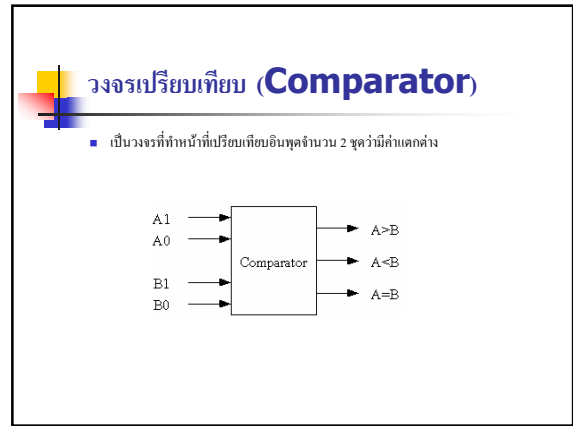 วงจรเปรียบเทียบ (Comparator)
เป็นวงจรที่ทำหน้าที่เปรียบเทียบอินพุตจำนวน 2 ชุดว่ามีค่าแตกต่าง
A1
A0
B1
B0
Comparator
A>B
A<B
A=B